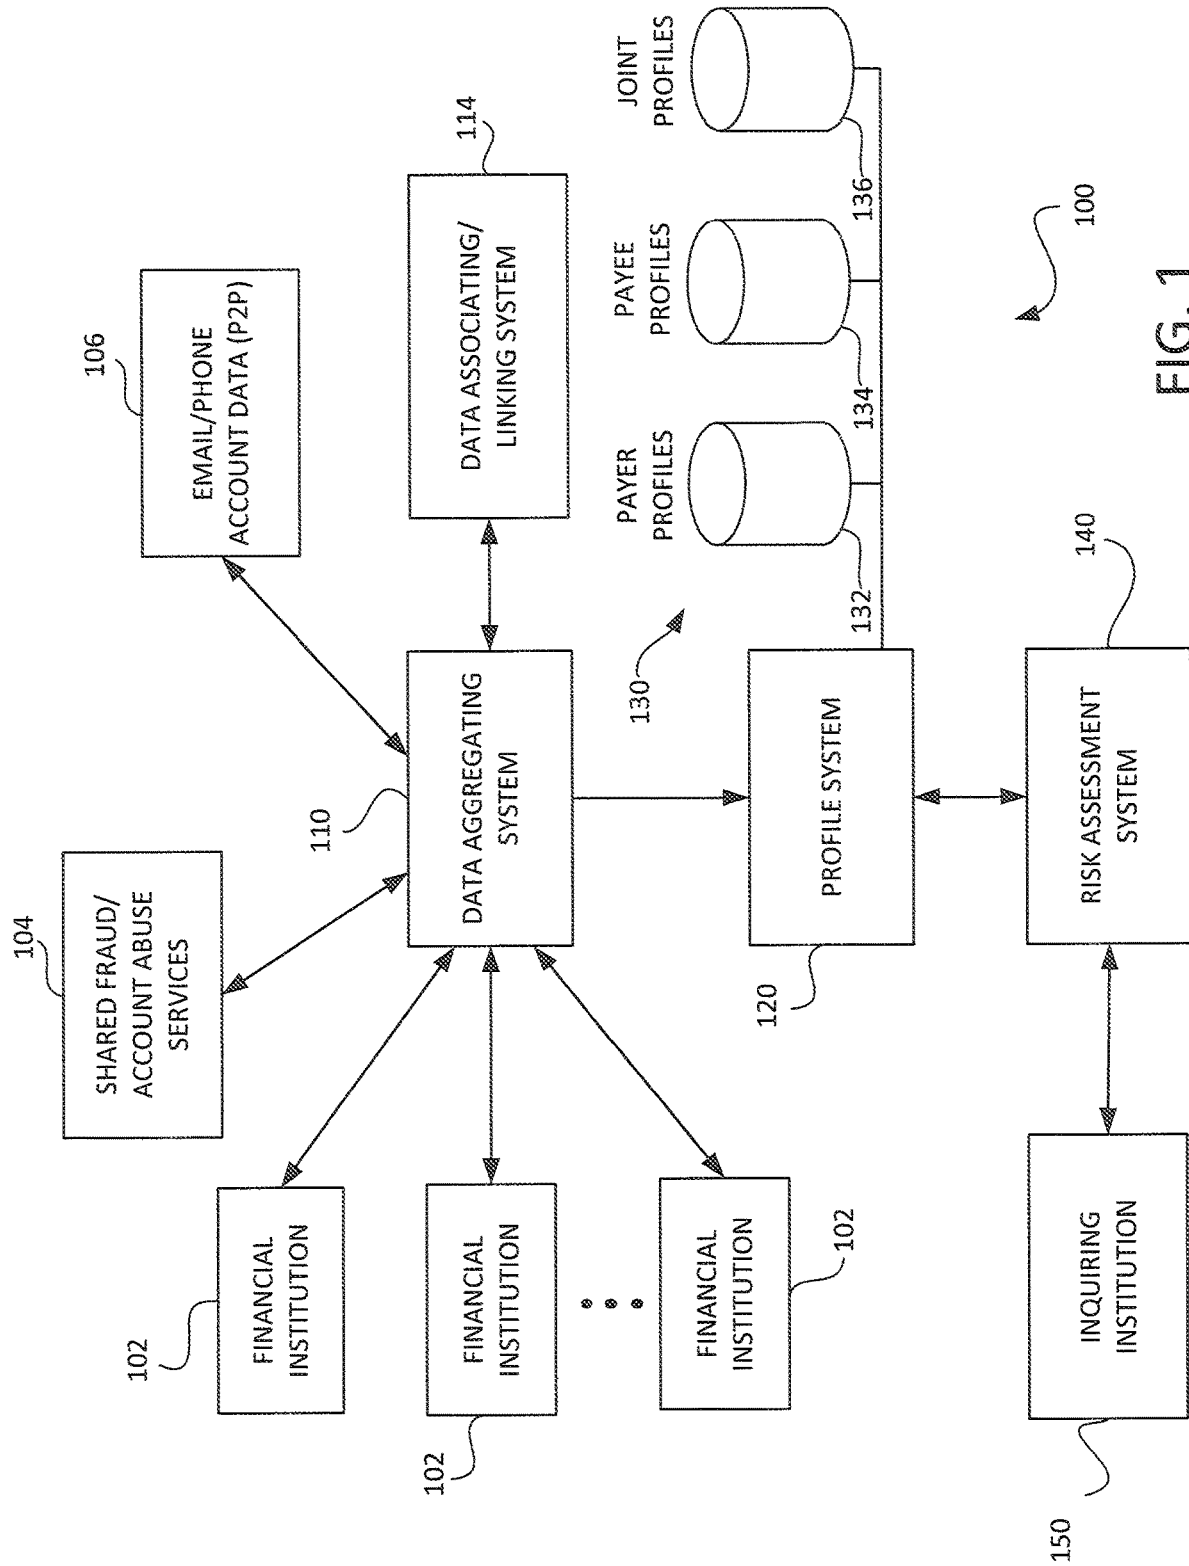 104
SHARED FRAUD/
ACCOUNT ABUSE
SERVICES
106
EMAIL/PHONE
ACCOUNT DATA (P2P)
102
FINANCIAL
INSTITUTION
102
FINANCIAL
INSTITUTION
102
FINANCIAL
INSTITUTION
110
DATA AGGREGATING
SYSTEM
114
DATA ASSOCIATING/
LINKING SYSTEM
130
PAYER
PROFILES
132
PAYEE
PROFILES
134
JOINT
PROFILES
136
120
PROFILE SYSTEM
140
RISK ASSESSMENT
SYSTEM
150
INQUIRING
INSTITUTION
100
FIG. 1